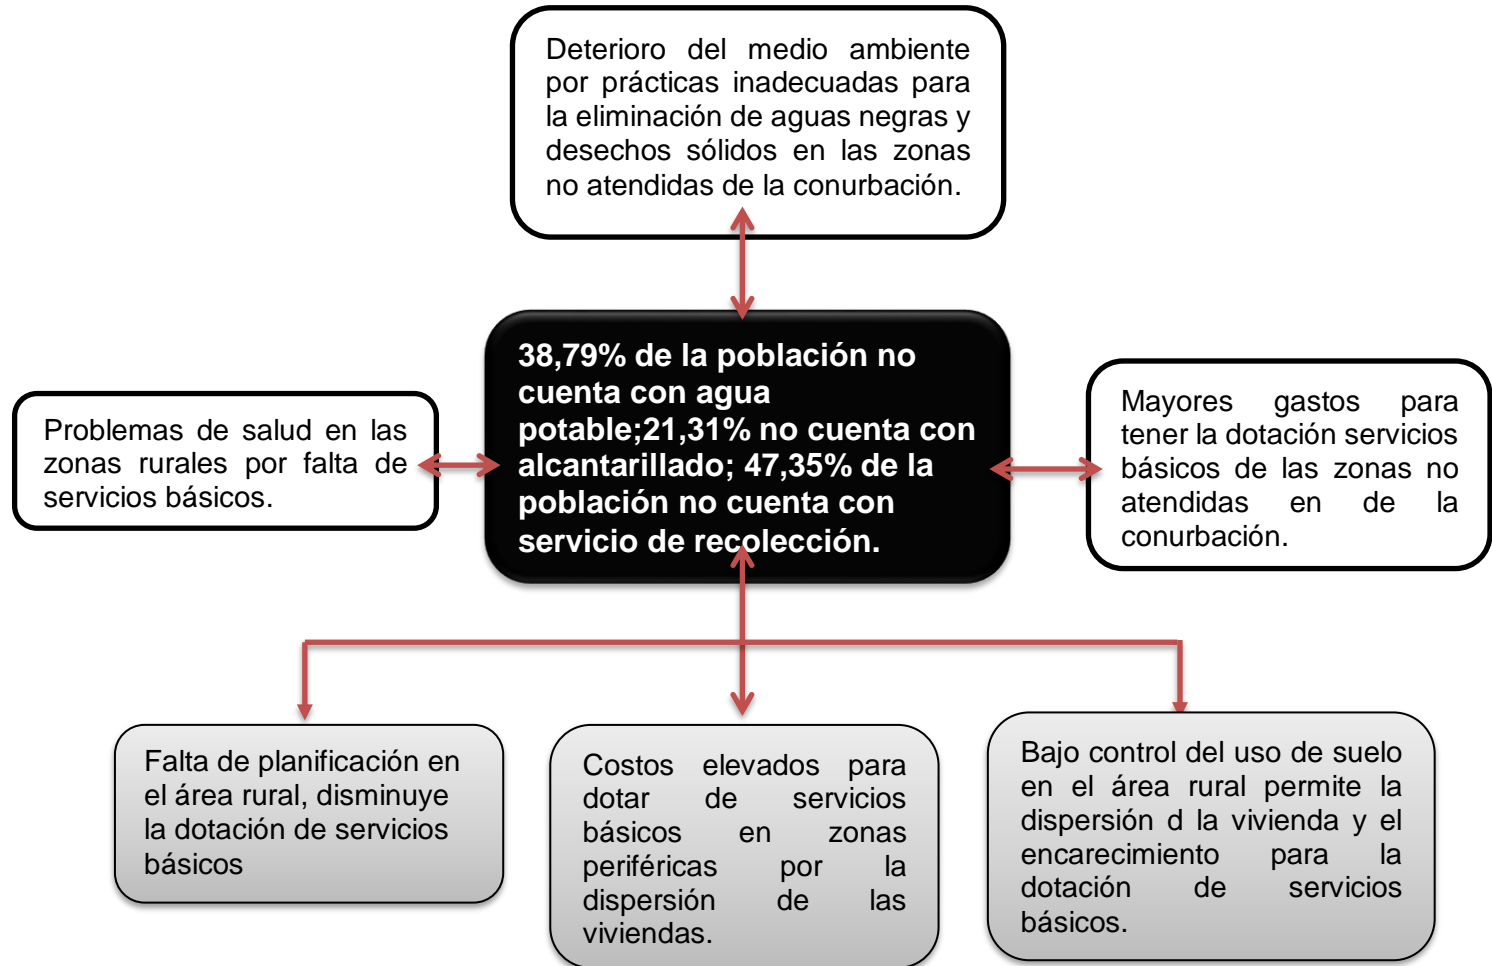 Deterioro del medio ambiente
por prácticas inadecuadas para
la eliminación de aguas negras y
desechos sólidos en las zonas
no atendidas de la conurbación.
38,79% de la población no
cuenta con agua
potable;21,31% no cuenta con
alcantarillado; 47,35% de la
población no cuenta con
servicio de recolección.
Problemas de salud en las
zonas rurales por falta de
servicios básicos.
Mayores gastos para
tener la dotación servicios
básicos de las zonas no
atendidas en de la
conurbación.
Falta de planificación en
el área rural, disminuye
la dotación de servicios
básicos
Costos elevados para
dotar de servicios
básicos en zonas
periféricas por la
dispersión de las
viviendas.
Bajo control del uso de suelo
en el área rural permite la
dispersión d la vivienda y el
encarecimiento para la
dotación de servicios
básicos.